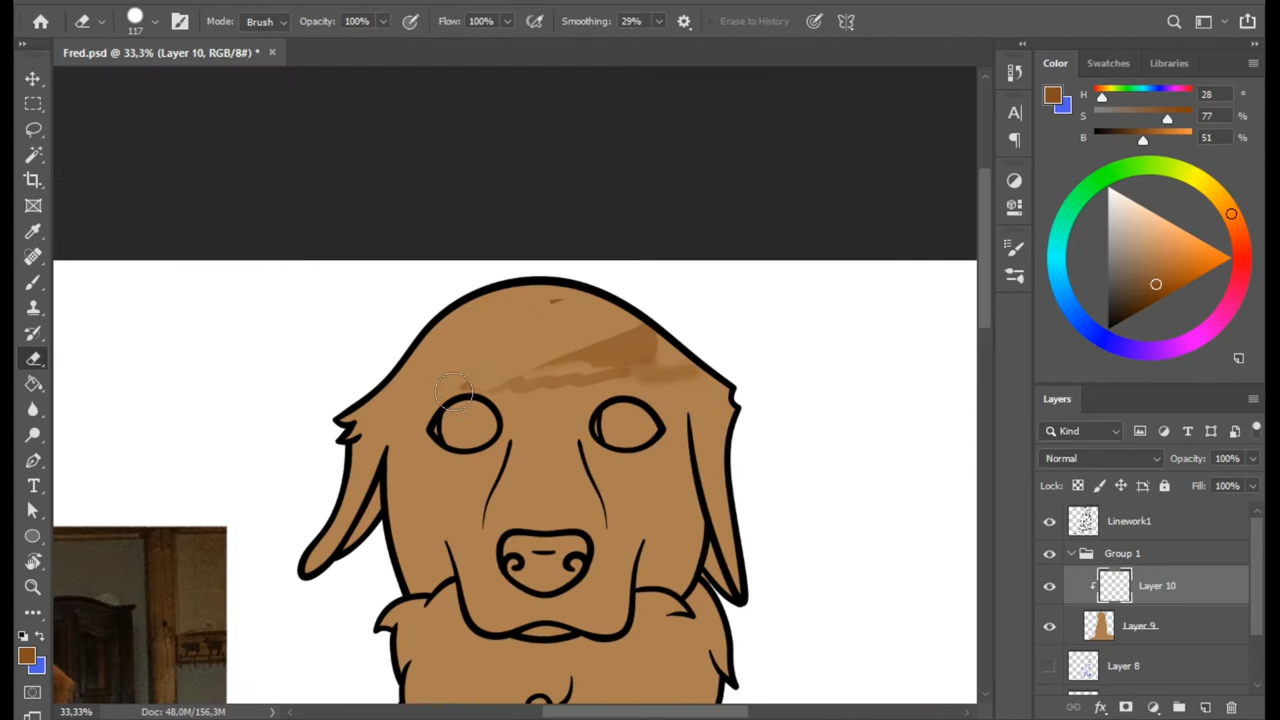 117
Mode: Brush Opacity: 100% Flow: 100% Smoothing: 29% Erase to History
Fred.psd @ 33,3% (Layer 10, RGB/8#) * ×
Color Swatches Libraries
H 28 °
S 77 %
B 51 %
Layers
Kind
Normal Opacity: 100%
Lock: Fill: 100%
Linework1
Group 1
Layer 10
Layer 9
Layer 8
33,33% Doc: 48,0M/156,3M